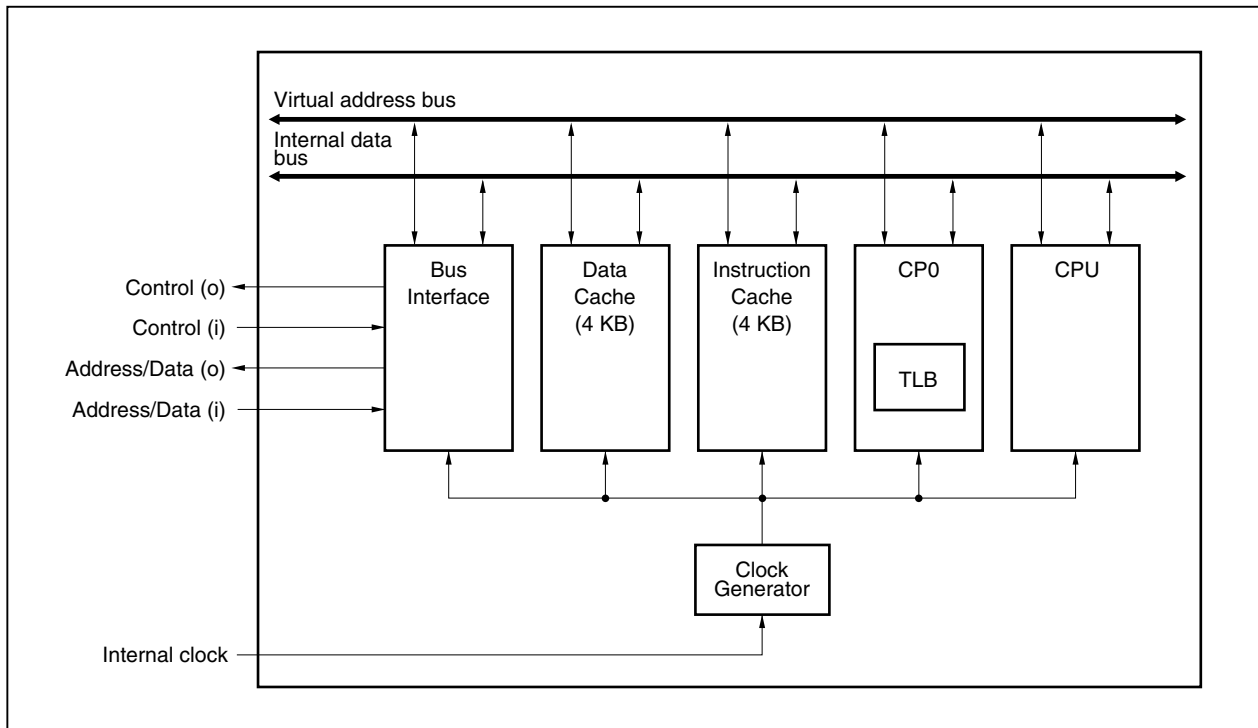 Virtual address bus
Internal data
bus
Bus
Interface
Data
Cache
(4 KB)
Instruction
Cache
(4 KB)
CP0
TLB
CPU
Control (o)
Control (i)
Address/Data (o)
Address/Data (i)
Clock
Generator
Internal clock